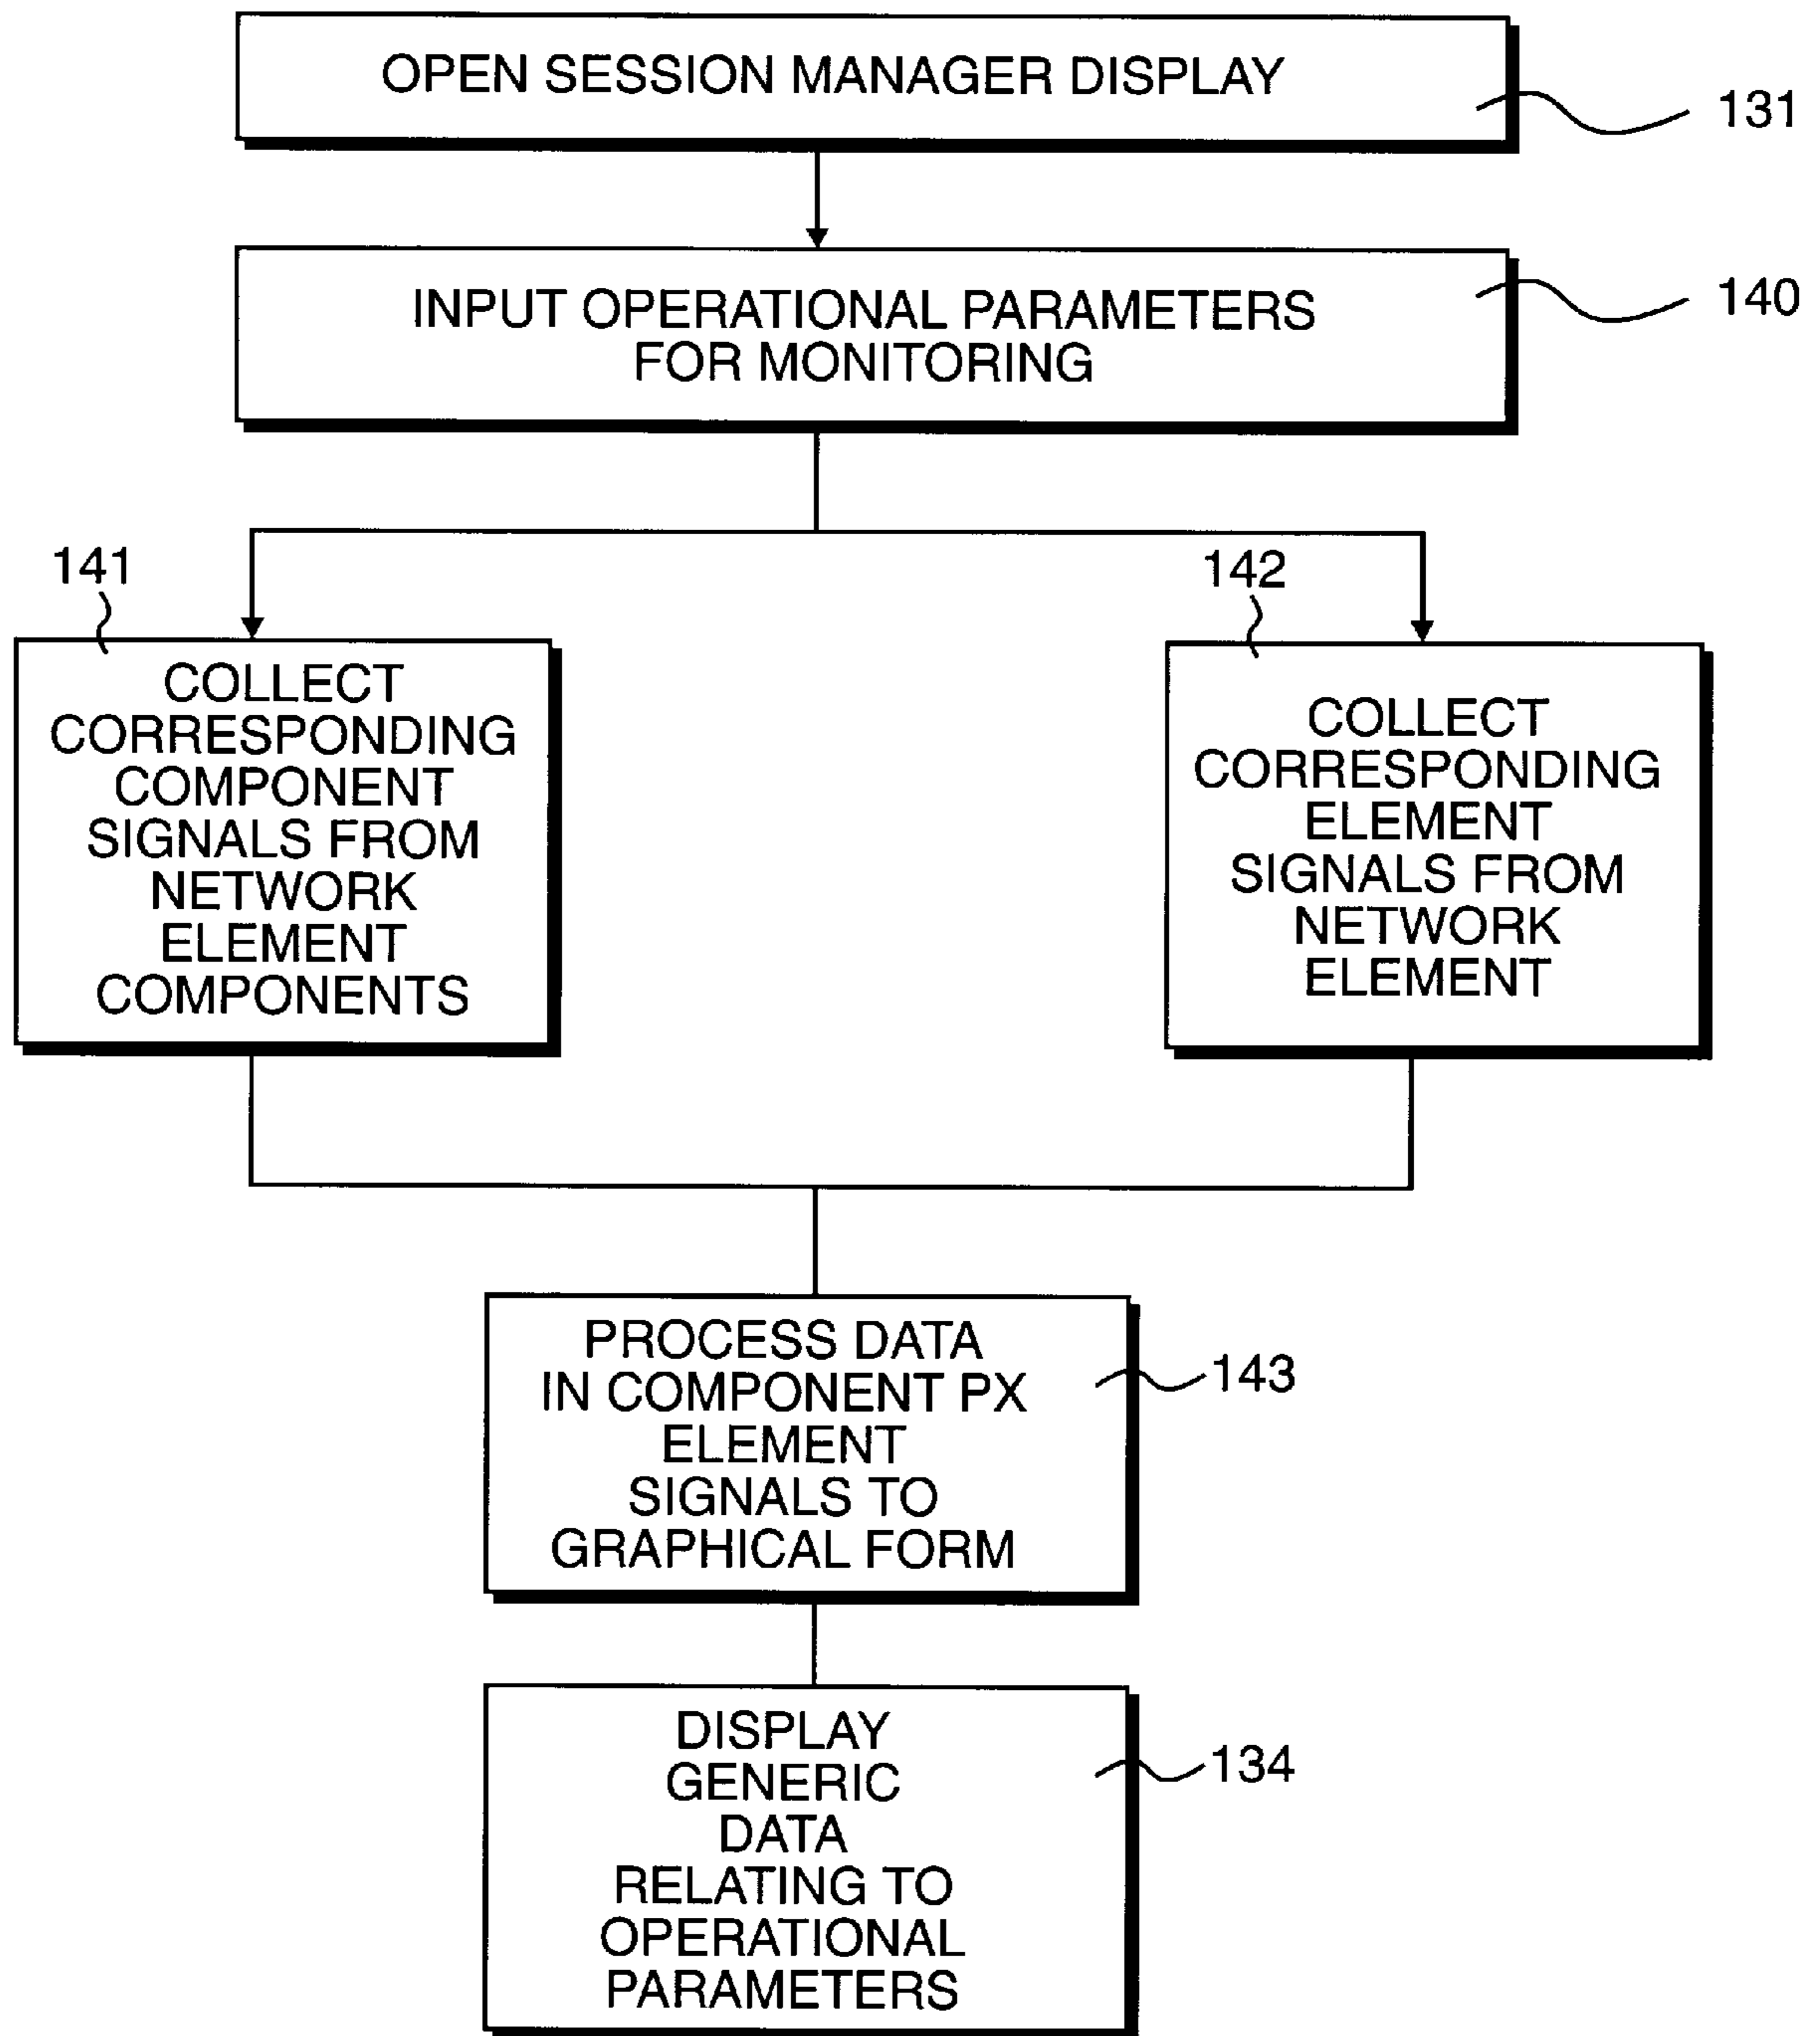 OPEN SESSION MANAGER DISPLAY
131
INPUT OPERATIONAL PARAMETERS
FOR MONITORING
140
141
COLLECT
CORRESPONDING
COMPONENT
SIGNALS FROM
NETWORK
ELEMENT
COMPONENTS
142
COLLECT
CORRESPONDING
ELEMENT
SIGNALS FROM
NETWORK
ELEMENT
PROCESS DATA
IN COMPONENT PX
ELEMENT
SIGNALS TO
GRAPHICAL FORM
143
DISPLAY
GENERIC
DATA
RELATING TO
OPERATIONAL
PARAMETERS
134